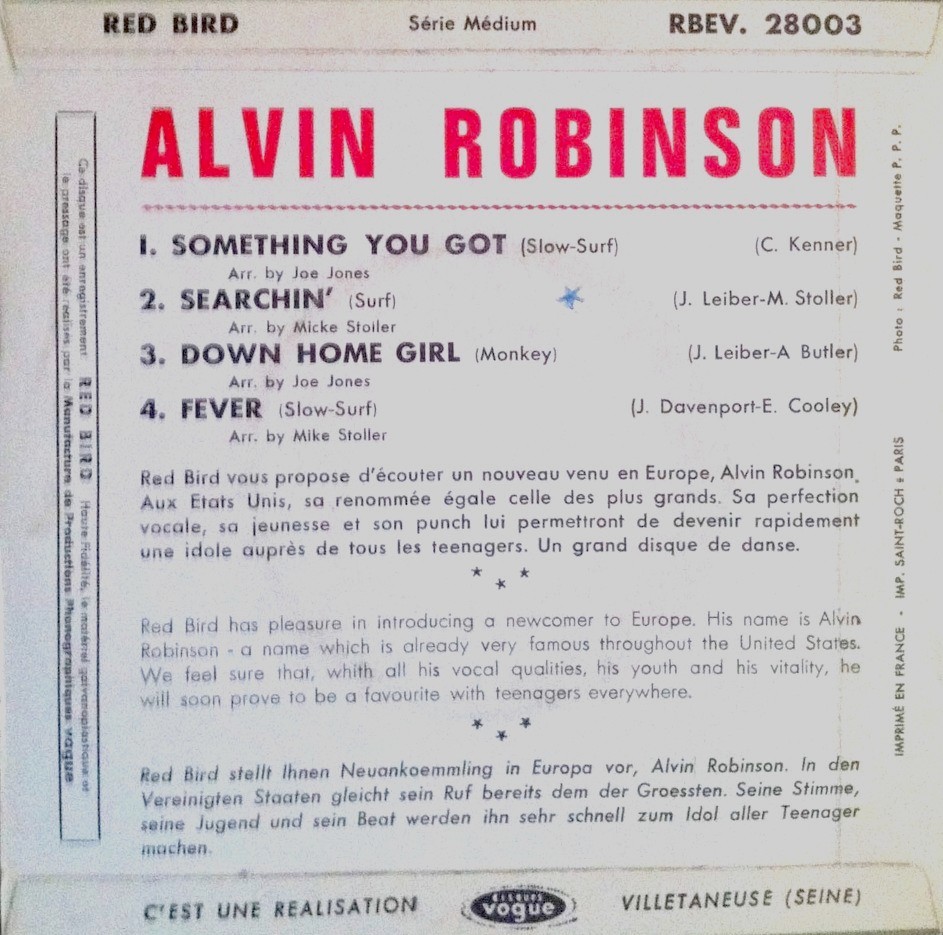 RED BIRD Série Médium RBEV. 28003
ALVIN ROBINSON
1. SOMETHING YOU GOT (Slow-Surf) (C. Kenner)
Arr. by Joe Jones
2. SEARCHIN' (Surf) (J. Leiber-M. Stoller)
Arr. by Micke Stoller
3. DOWN HOME GIRL (Monkey) (J. Leiber-A Butler)
Arr. by Joe Jones
4. FEVER (Slow-Surf) (J. Davenport-E. Cooley)
Arr. by Mike Stoller
Red Bird vous propose d'écouter un nouveau venu en Europe, Alvin Robinson.
Aux Etats Unis, sa renommée égale celle des plus grands. Sa perfection
vocale, sa jeunesse et son punch lui permettront de devenir rapidement
une idole auprès de tous les teenagers. Un grand disque de danse.
Red Bird has pleasure in introducing a newcomer to Europe. His name is Alvin
Robinson - a name which is already very famous throughout the United States.
We feel sure that, whith all his vocal qualities, his youth and his vitality, he
will soon prove to be a favourite with teenagers everywhere.
Red Bird stellt Ihnen Neuankoemmling in Europa vor, Alvin Robinson. In den
Vereinigten Staaten gleicht sein Ruf bereits dem der Groessten. Seine Stimme,
seine Jugend und sein Beat werden ihn sehr schnell zum Idol aller Teenager
machen.
C'EST UNE REALISATION DISQUES vogue VILLETANEUSE (SEINE)
Ce disque est un enregistrement RED BIRD Haute Fidélité, le matériel galvanoplastique et
le pressage ont été réalisés par la Manufacture de Productions Phonographiques vogue
Photo : Red Bird - Maquette P. P. P.
IMPRIMÉ EN FRANCE - IMP. SAINT-ROCH = PARIS